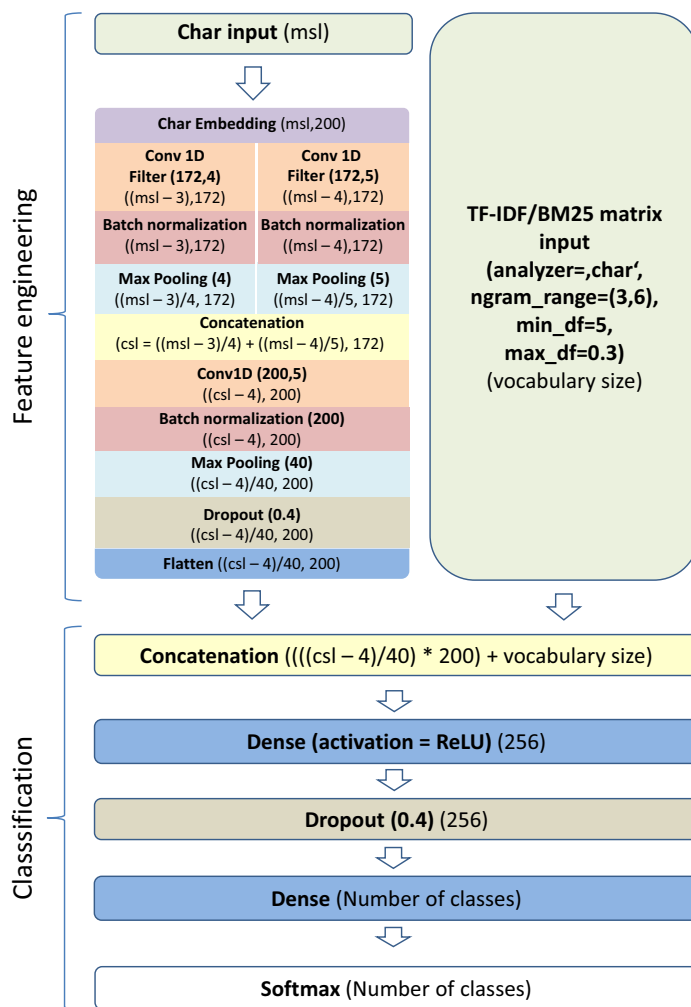 Feature engineering
Char input (msl)
Char Embedding (msl,200)
Conv 1D
Filter (172,4)
((msl – 3),172)
Conv 1D
Filter (172,5)
((msl – 4),172)
Batch normalization
((msl – 3),172)
Batch normalization
((msl – 4),172)
Max Pooling (4)
((msl – 3)/4, 172)
Max Pooling (5)
((msl – 4)/5, 172)
Concatenation
(csl = ((msl – 3)/4) + ((msl – 4)/5), 172)
Conv1D (200,5)
((csl – 4), 200)
Batch normalization (200)
((csl – 4), 200)
Max Pooling (40)
((csl – 4)/40, 200)
Dropout (0.4)
((csl – 4)/40, 200)
Flatten ((csl – 4)/40, 200)
TF-IDF/BM25 matrix
input
(analyzer=‚char‘,
ngram_range=(3,6),
min_df=5,
max_df=0.3)
(vocabulary size)
Classsification
Concatenation ((((csl – 4)/40) * 200) + vocabulary size)
Dense (activation = ReLU) (256)
Dropout (0.4) (256)
Dense (Number of classes)
Softmax (Number of classes)